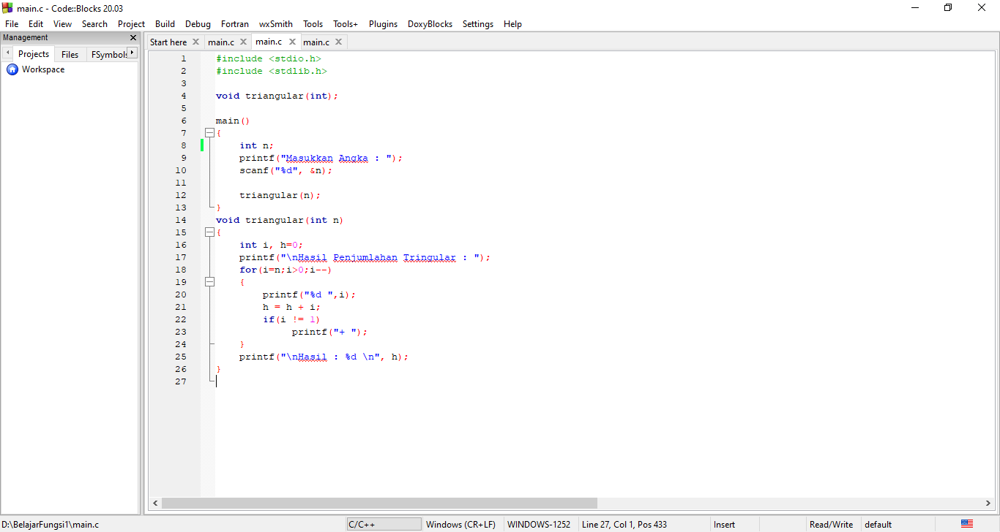 main.c - Code::Blocks 20.03
File Edit View Search Project Build Debug Fortran wxSmith Tools Tools+ Plugins DoxyBlocks Settings Help
Management
Projects Files FSymbols
Workspace
Start here main.c main.c main.c
1 #include <stdio.h>
2 #include <stdlib.h>
3
4 void triangular(int);
5
6 main()
7 {
8 int n;
9 printf("Masukkan Angka : ");
10 scanf("%d", &n);
11
12 triangular(n);
13 }
14 void triangular(int n)
15 {
16 int i, h=0;
17 printf("\nHasil Penjumlahan Tringular : ");
18 for(i=n;i>0;i--)
19 {
20 printf("%d ",i);
21 h = h + i;
22 if(i != 1)
23 printf("+ ");
24 }
25 printf("\nHasil : %d \n", h);
26 }
27
D:\BelajarFungsi1\main.c C/C++ Windows (CR+LF) WINDOWS-1252 Line 27, Col 1, Pos 433 Insert Read/Write default